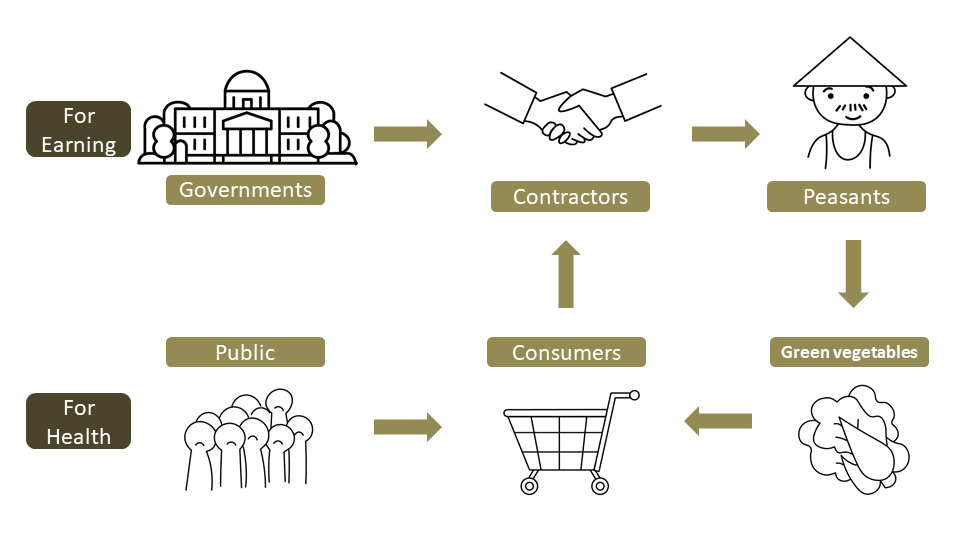 For
Earning
Governments
Contractors
Peasants
Public
Consumers
Green vegetables
For
Health